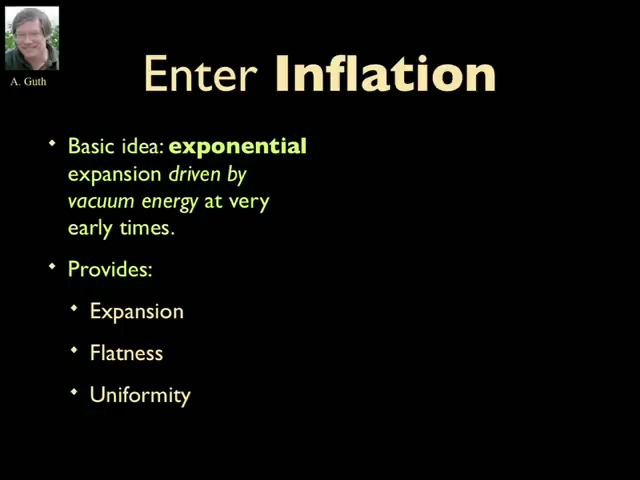 A. Guth
Enter Inflation
Basic idea: exponential
expansion driven by
vacuum energy at very
early times.
Provides:
Expansion
Flatness
Uniformity